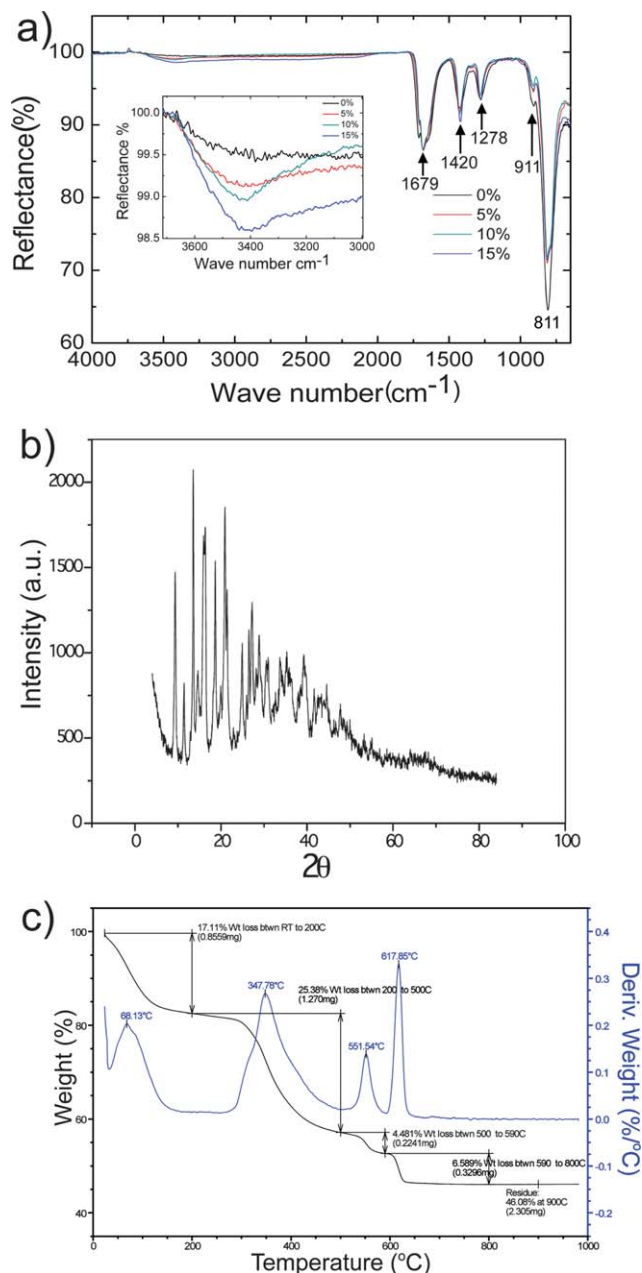 a)
Reflectance(%)
100
90
80
70
60
Reflectance %
100.0
99.5
99.0
98.5
0%
5%
10%
15%
3600 3400 3200 3000
Wave number cm-1
1679
1420
1278
911
811
0%
5%
10%
15%
4000 3500 3000 2500 2000 1500 1000
Wave number(cm-1)
b)
Intensity (a.u.)
2000
1500
1000
500
0
0 20 40 60 80 100
2θ
c)
Weight (%)
100
80
60
40
17.11% Wt loss btwn RT to 200C
(0.8559mg)
68.13°C
347.78°C
25.38% Wt loss btwn 200 to 500C
(1.270mg)
551.54°C
617.85°C
4.481% Wt loss btwn 500 to 590C
(0.2241mg)
6.589% Wt loss btwn 590 to 800C
(0.3296mg)
Residue:
46.08% at 900C
(2.305mg)
0.4
0.3
0.2
0.1
0.0
-0.1
-0.2
Deriv. Weight (%/°C)
0 200 400 600 800 1000
Temperature (°C)